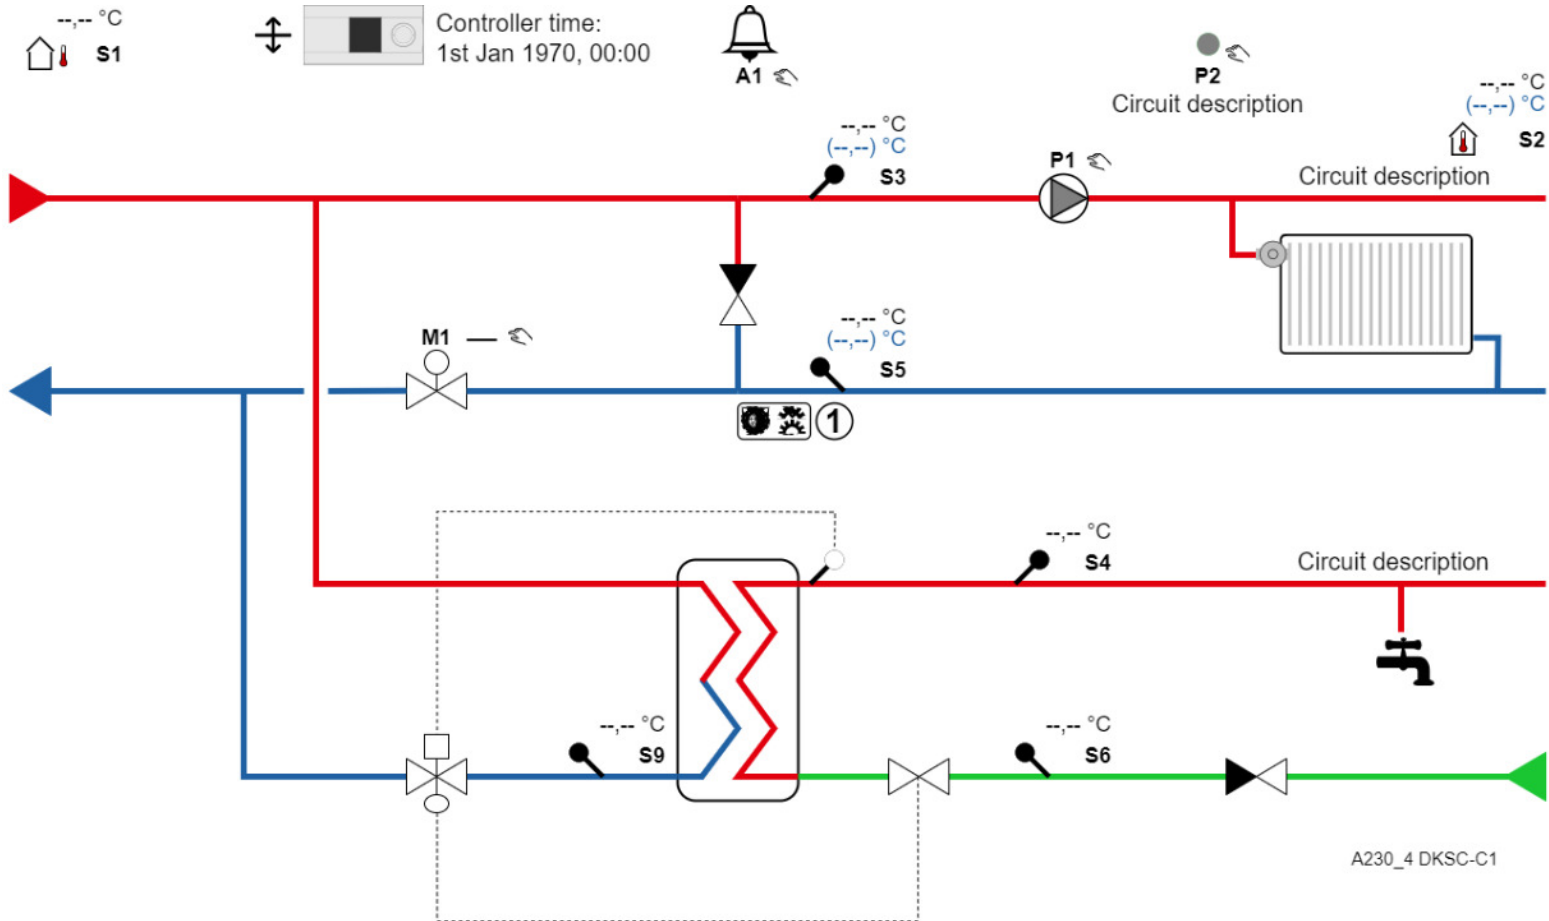 --,-- °C
S1
Controller time:
1st Jan 1970, 00:00
A1
P2
Circuit description
--,-- °C
(--,--) °C
S2
--,-- °C
(--,--) °C
S3
P1
Circuit description
M1
--,-- °C
(--,--) °C
S5
1
--,-- °C
S4
Circuit description
--,-- °C
S9
--,-- °C
S6
A230_4 DKSC-C1